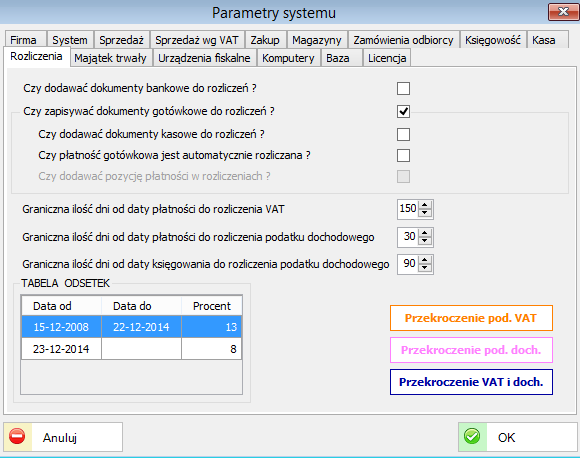 Parametry systemu
Firma System Sprzedaż Sprzedaż wg VAT Zakup Magazyny Zamówienia odbiorcy Księgowość Kasa
Rozliczenia Majątek trwały Urządzenia fiskalne Komputery Baza Licencja
Czy dodawać dokumenty bankowe do rozliczeń ?
Czy zapisywać dokumenty gotówkowe do rozliczeń ?
Czy dodawać dokumenty kasowe do rozliczeń ?
Czy płatność gotówkowa jest automatycznie rozliczana ?
Czy dodawać pozycję płatności w rozliczeniach ?
Graniczna ilość dni od daty płatności do rozliczenia VAT 150
Graniczna ilość dni od daty płatności do rozliczenia podatku dochodowego 30
Graniczna ilość dni od daty księgowania do rozliczenia podatku dochodowego 90
TABELA ODSETEK
Data od Data do Procent
15-12-2008 22-12-2014 13
23-12-2014 8
Przekroczenie pod. VAT
Przekroczenie pod. doch.
Przekroczenie VAT i doch.
Anuluj OK